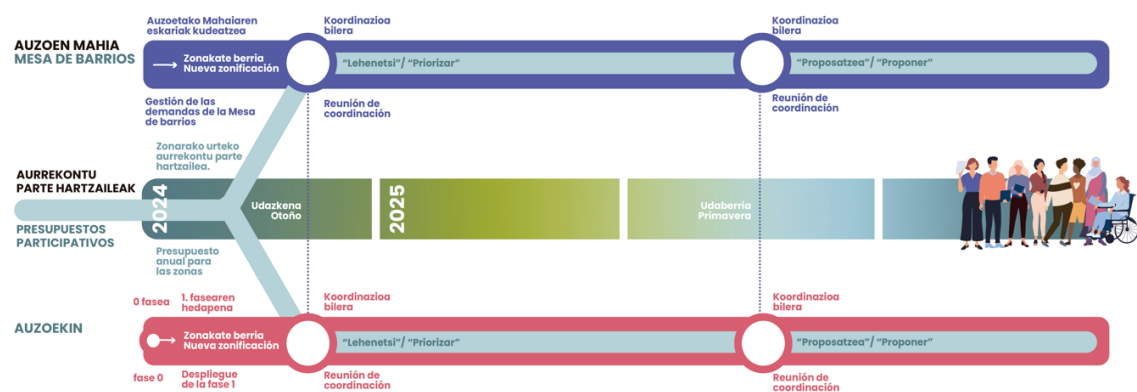 Auzoetako Mahaiaren
eskariak kudeatzea
Koordinazioa
bilera
Koordinazioa
bilera
AUZOEN MAHIA
MESA DE BARRIOS
Zonakate berria
Nueva zonificación
“Lehenetsi”/ “Priorizar”
“Proposatzea”/ “Proponer”
Gestión de las
demandas de la Mesa
de barrios
Reunión de
coordinación
Reunión de
coordinación
Zonarako urteko
aurrekontu parte
hartzailea.
AURREKONTU
PARTE HARTZAILEAK
PRESUPUESTOS
PARTICIPATIVOS
2024
Udazkena
Otoño
2025
Udaberria
Primavera
Presupuesto
anual para
las zonas
0 fasea
1. fasearen
hedapena
Koordinazioa
bilera
Koordinazioa
bilera
AUZOEKIN
Zonakate berria
Nueva zonificación
“Lehenetsi”/ “Priorizar”
“Proposatzea”/ “Proponer”
fase 0
Despliegue
de la fase 1
Reunión de
coordinación
Reunión de
coordinación